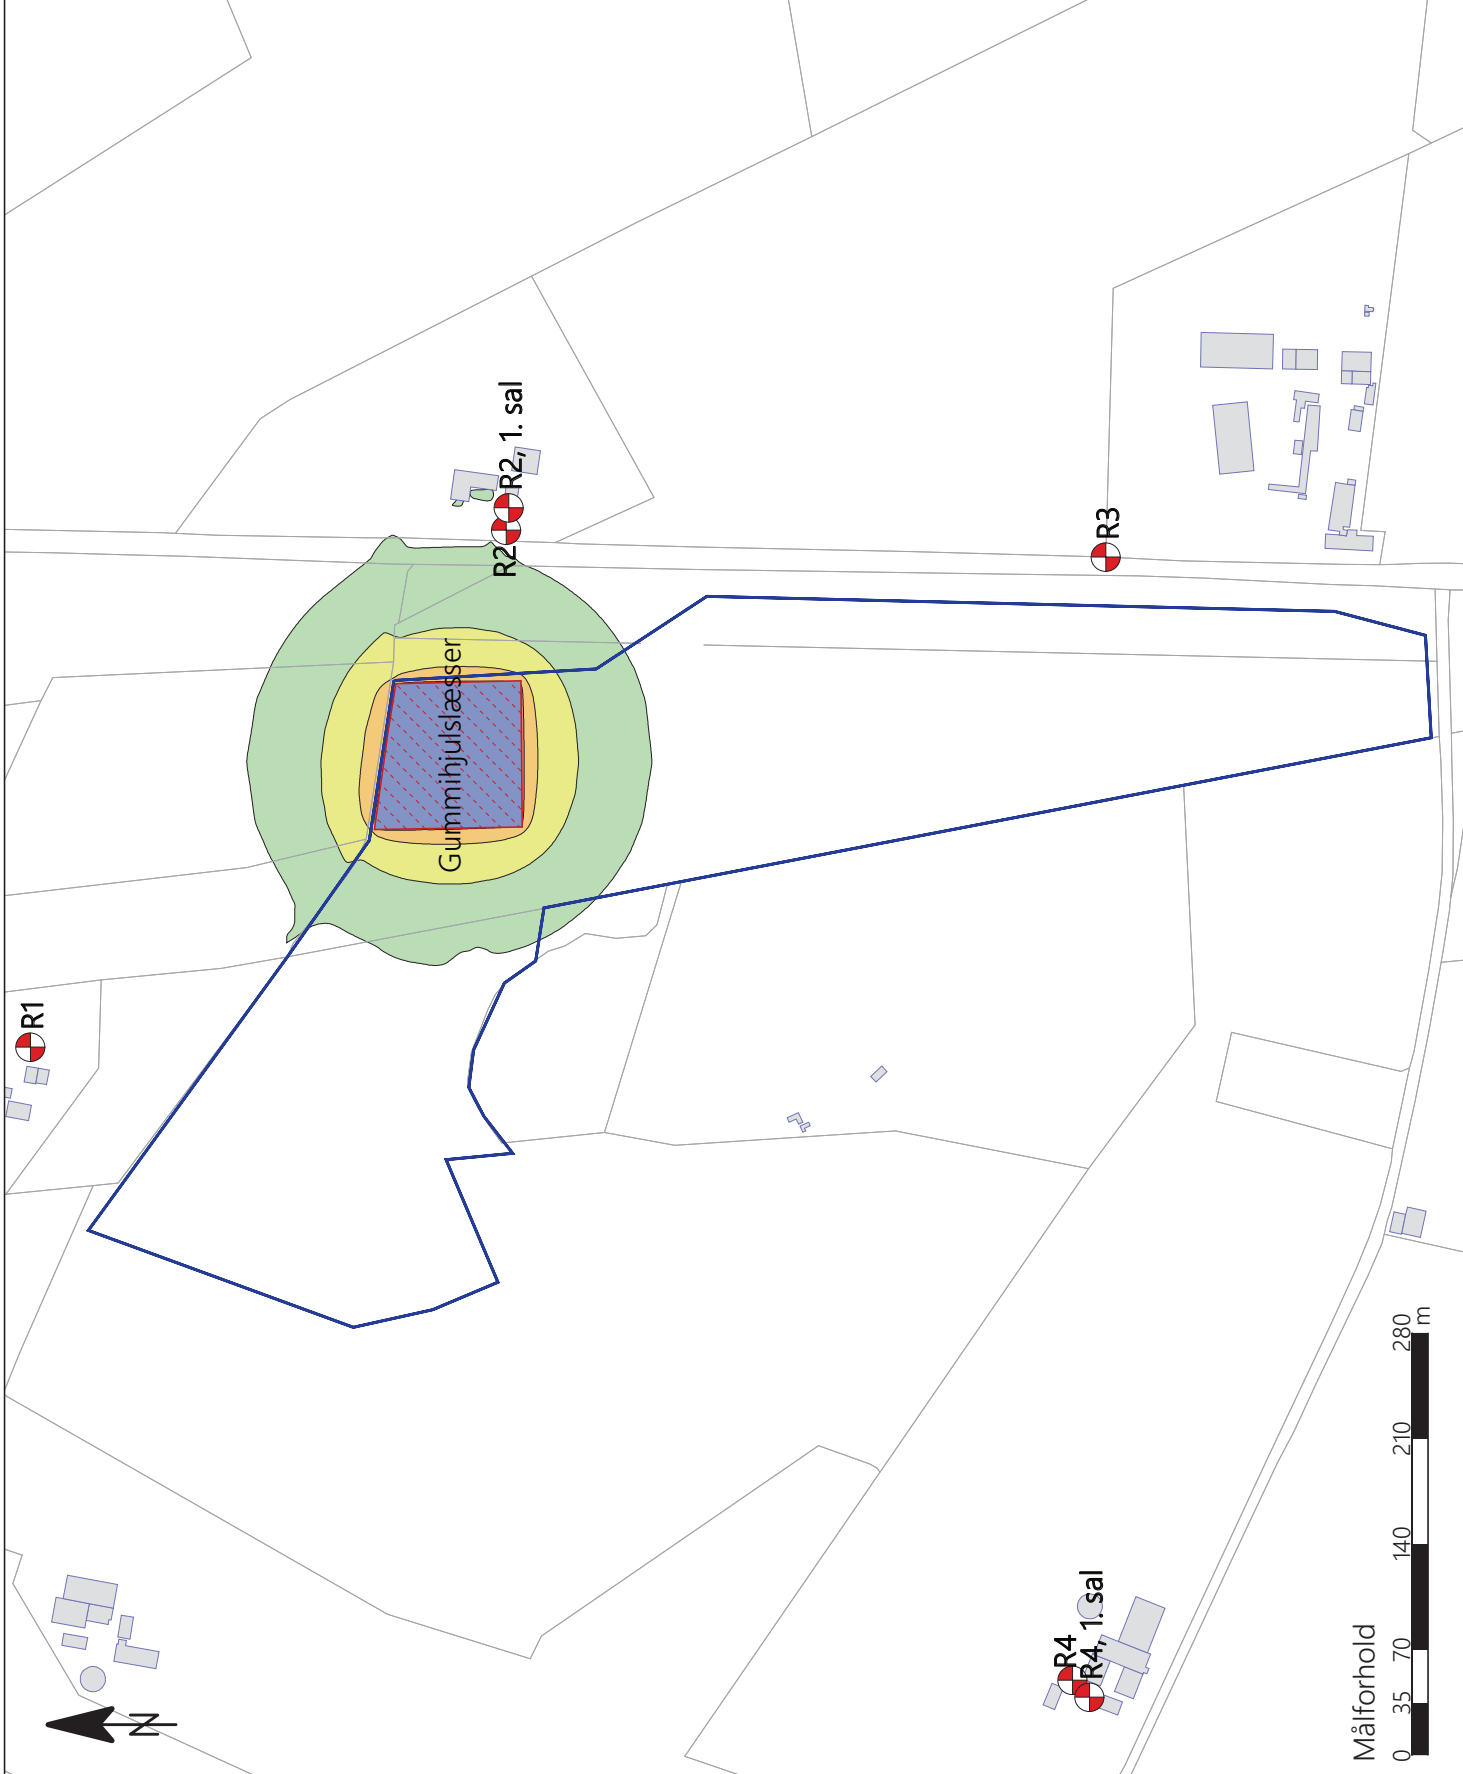 R1
R2, 1. sal
R2
Gummihjulslæsser
R3
R4
R4, 1. sal
N
Målforhold
0 35 70 140 210 280
m